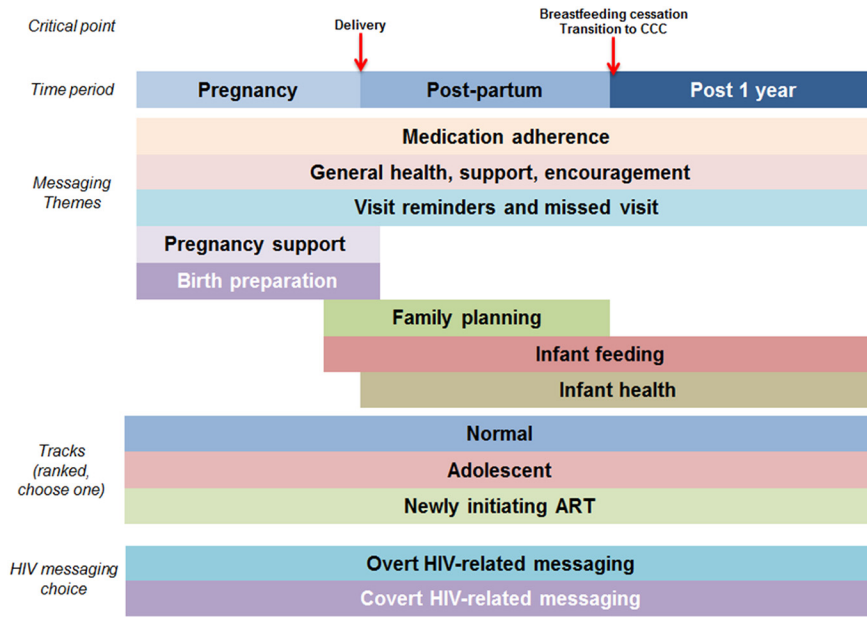 Critical point
Delivery
Breastfeeding cessation
Transition to CCC
Time period
Pregnancy
Post-partum
Post 1 year
Messaging
Themes
Medication adherence
General health, support, encouragement
Visit reminders and missed visit
Pregnancy support
Birth preparation
Family planning
Infant feeding
Infant health
Tracks
(ranked,
choose one)
Normal
Adolescent
Newly initiating ART
HIV messaging
choice
Overt HIV-related messaging
Covert HIV-related messaging